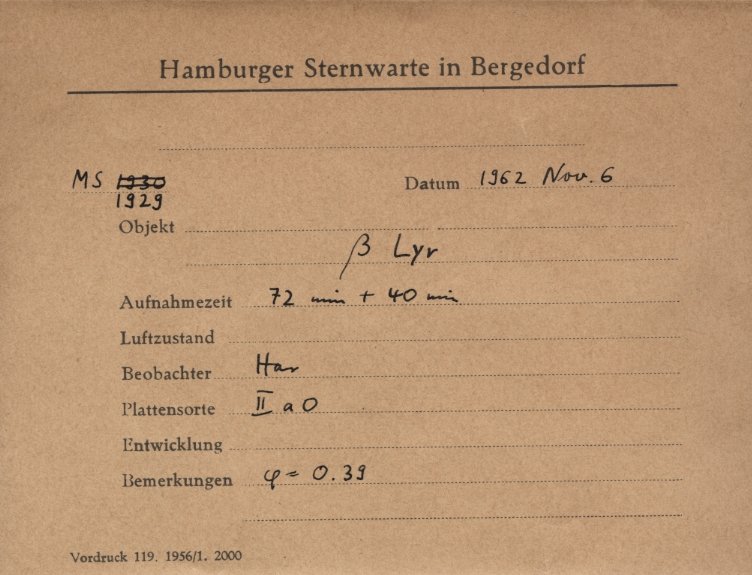 Hamburger Sternwarte in Bergedorf
MS 1930 Datum 1962 Nov. 6
1929
Objekt
β Lyr
Aufnahmezeit 72 min + 40 min
Luftzustand
Beobachter Har
Plattensorte II a O
Entwicklung
Bemerkungen φ = 0.39
Vordruck 119. 1956/1. 2000